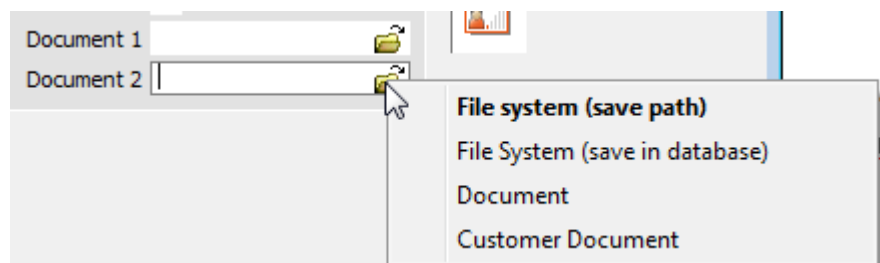 Document 1
Document 2
File system (save path)
File System (save in database)
Document
Customer Document